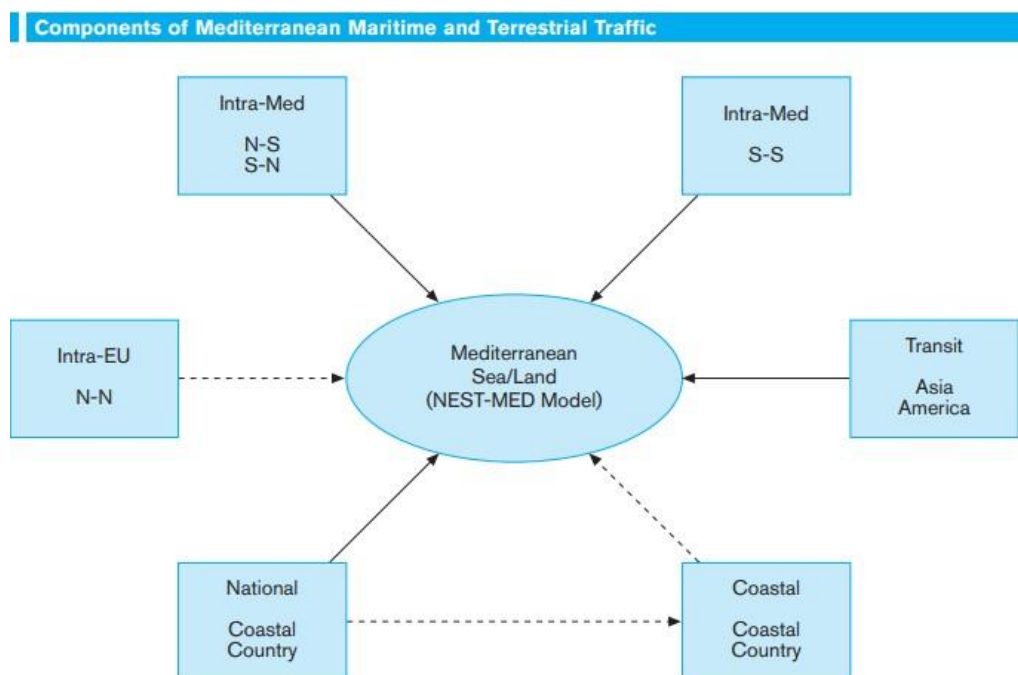 Components of Mediterranean Maritime and Terrestrial Traffic
Intra-Med
N-S
S-N
Intra-Med
S-S
Intra-EU
N-N
Mediterranean
Sea/Land
(NEST-MED Model)
Transit
Asia
America
National
Coastal
Country
Coastal
Coastal
Country